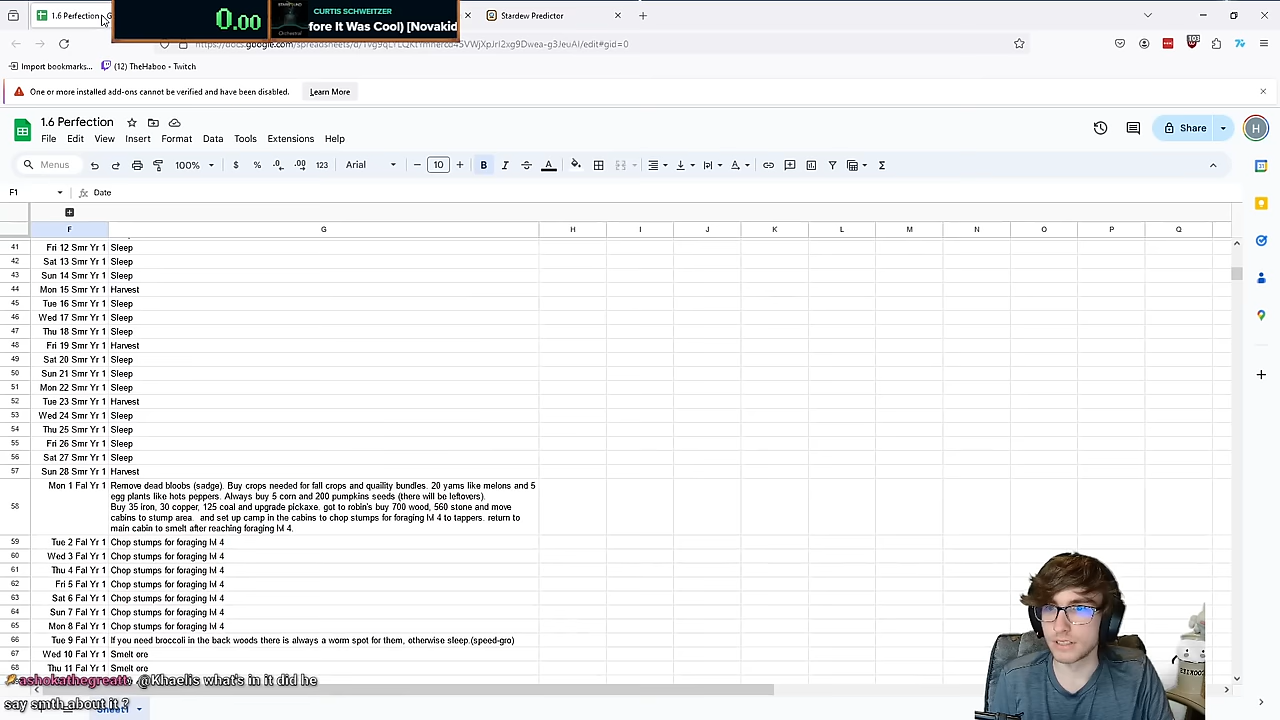 1.6 Perfection
0.00
CURTIS SCHWEITZER
fore It Was Cool) [Novakid
Stardew Predictor
Import bookmarks...
(12) TheHaboo - Twitch
One or more installed add-ons cannot be verified and have been disabled.
Learn More
1.6 Perfection
File Edit View Insert Format Data Tools Extensions Help
Share
H
Menus
100%
$ % .0 .00 123
Arial
10
B I
F1
Date
F G H I J K L M N O P Q
41 Fri 12 Smr Yr 1 Sleep
42 Sat 13 Smr Yr 1 Sleep
43 Sun 14 Smr Yr 1 Sleep
44 Mon 15 Smr Yr 1 Harvest
45 Tue 16 Smr Yr 1 Sleep
46 Wed 17 Smr Yr 1 Sleep
47 Thu 18 Smr Yr 1 Sleep
48 Fri 19 Smr Yr 1 Harvest
49 Sat 20 Smr Yr 1 Sleep
50 Sun 21 Smr Yr 1 Sleep
51 Mon 22 Smr Yr 1 Sleep
52 Tue 23 Smr Yr 1 Harvest
53 Wed 24 Smr Yr 1 Sleep
54 Thu 25 Smr Yr 1 Sleep
55 Fri 26 Smr Yr 1 Sleep
56 Sat 27 Smr Yr 1 Sleep
57 Sun 28 Smr Yr 1 Harvest
58 Mon 1 Fal Yr 1 Remove dead bloobs (sadge). Buy crops needed for fall crops and quaility bundles. 20 yams like melons and 5
egg plants like hots peppers. Always buy 5 corn and 200 pumpkins seeds (there will be leftovers).
Buy 35 iron, 30 copper, 125 coal and upgrade pickaxe. got to robin's buy 700 wood, 560 stone and move
cabins to stump area. and set up camp in the cabins to chop stumps for foraging lvl 4 to tappers. return to
main cabin to smelt after reaching foraging lvl 4.
59 Tue 2 Fal Yr 1 Chop stumps for foraging lvl 4
60 Wed 3 Fal Yr 1 Chop stumps for foraging lvl 4
61 Thu 4 Fal Yr 1 Chop stumps for foraging lvl 4
62 Fri 5 Fal Yr 1 Chop stumps for foraging lvl 4
63 Sat 6 Fal Yr 1 Chop stumps for foraging lvl 4
64 Sun 7 Fal Yr 1 Chop stumps for foraging lvl 4
65 Mon 8 Fal Yr 1 Chop stumps for foraging lvl 4
66 Tue 9 Fal Yr 1 If you need broccoli in the back woods there is always a worm spot for them, otherwise sleep.(speed-gro)
67 Wed 10 Fal Yr 1 Smelt ore
68 Thu 11 Fal Yr 1 Smelt ore
ashokathegreatt: @Khaelis what's in it did he
say smth about it ?
Sheet1